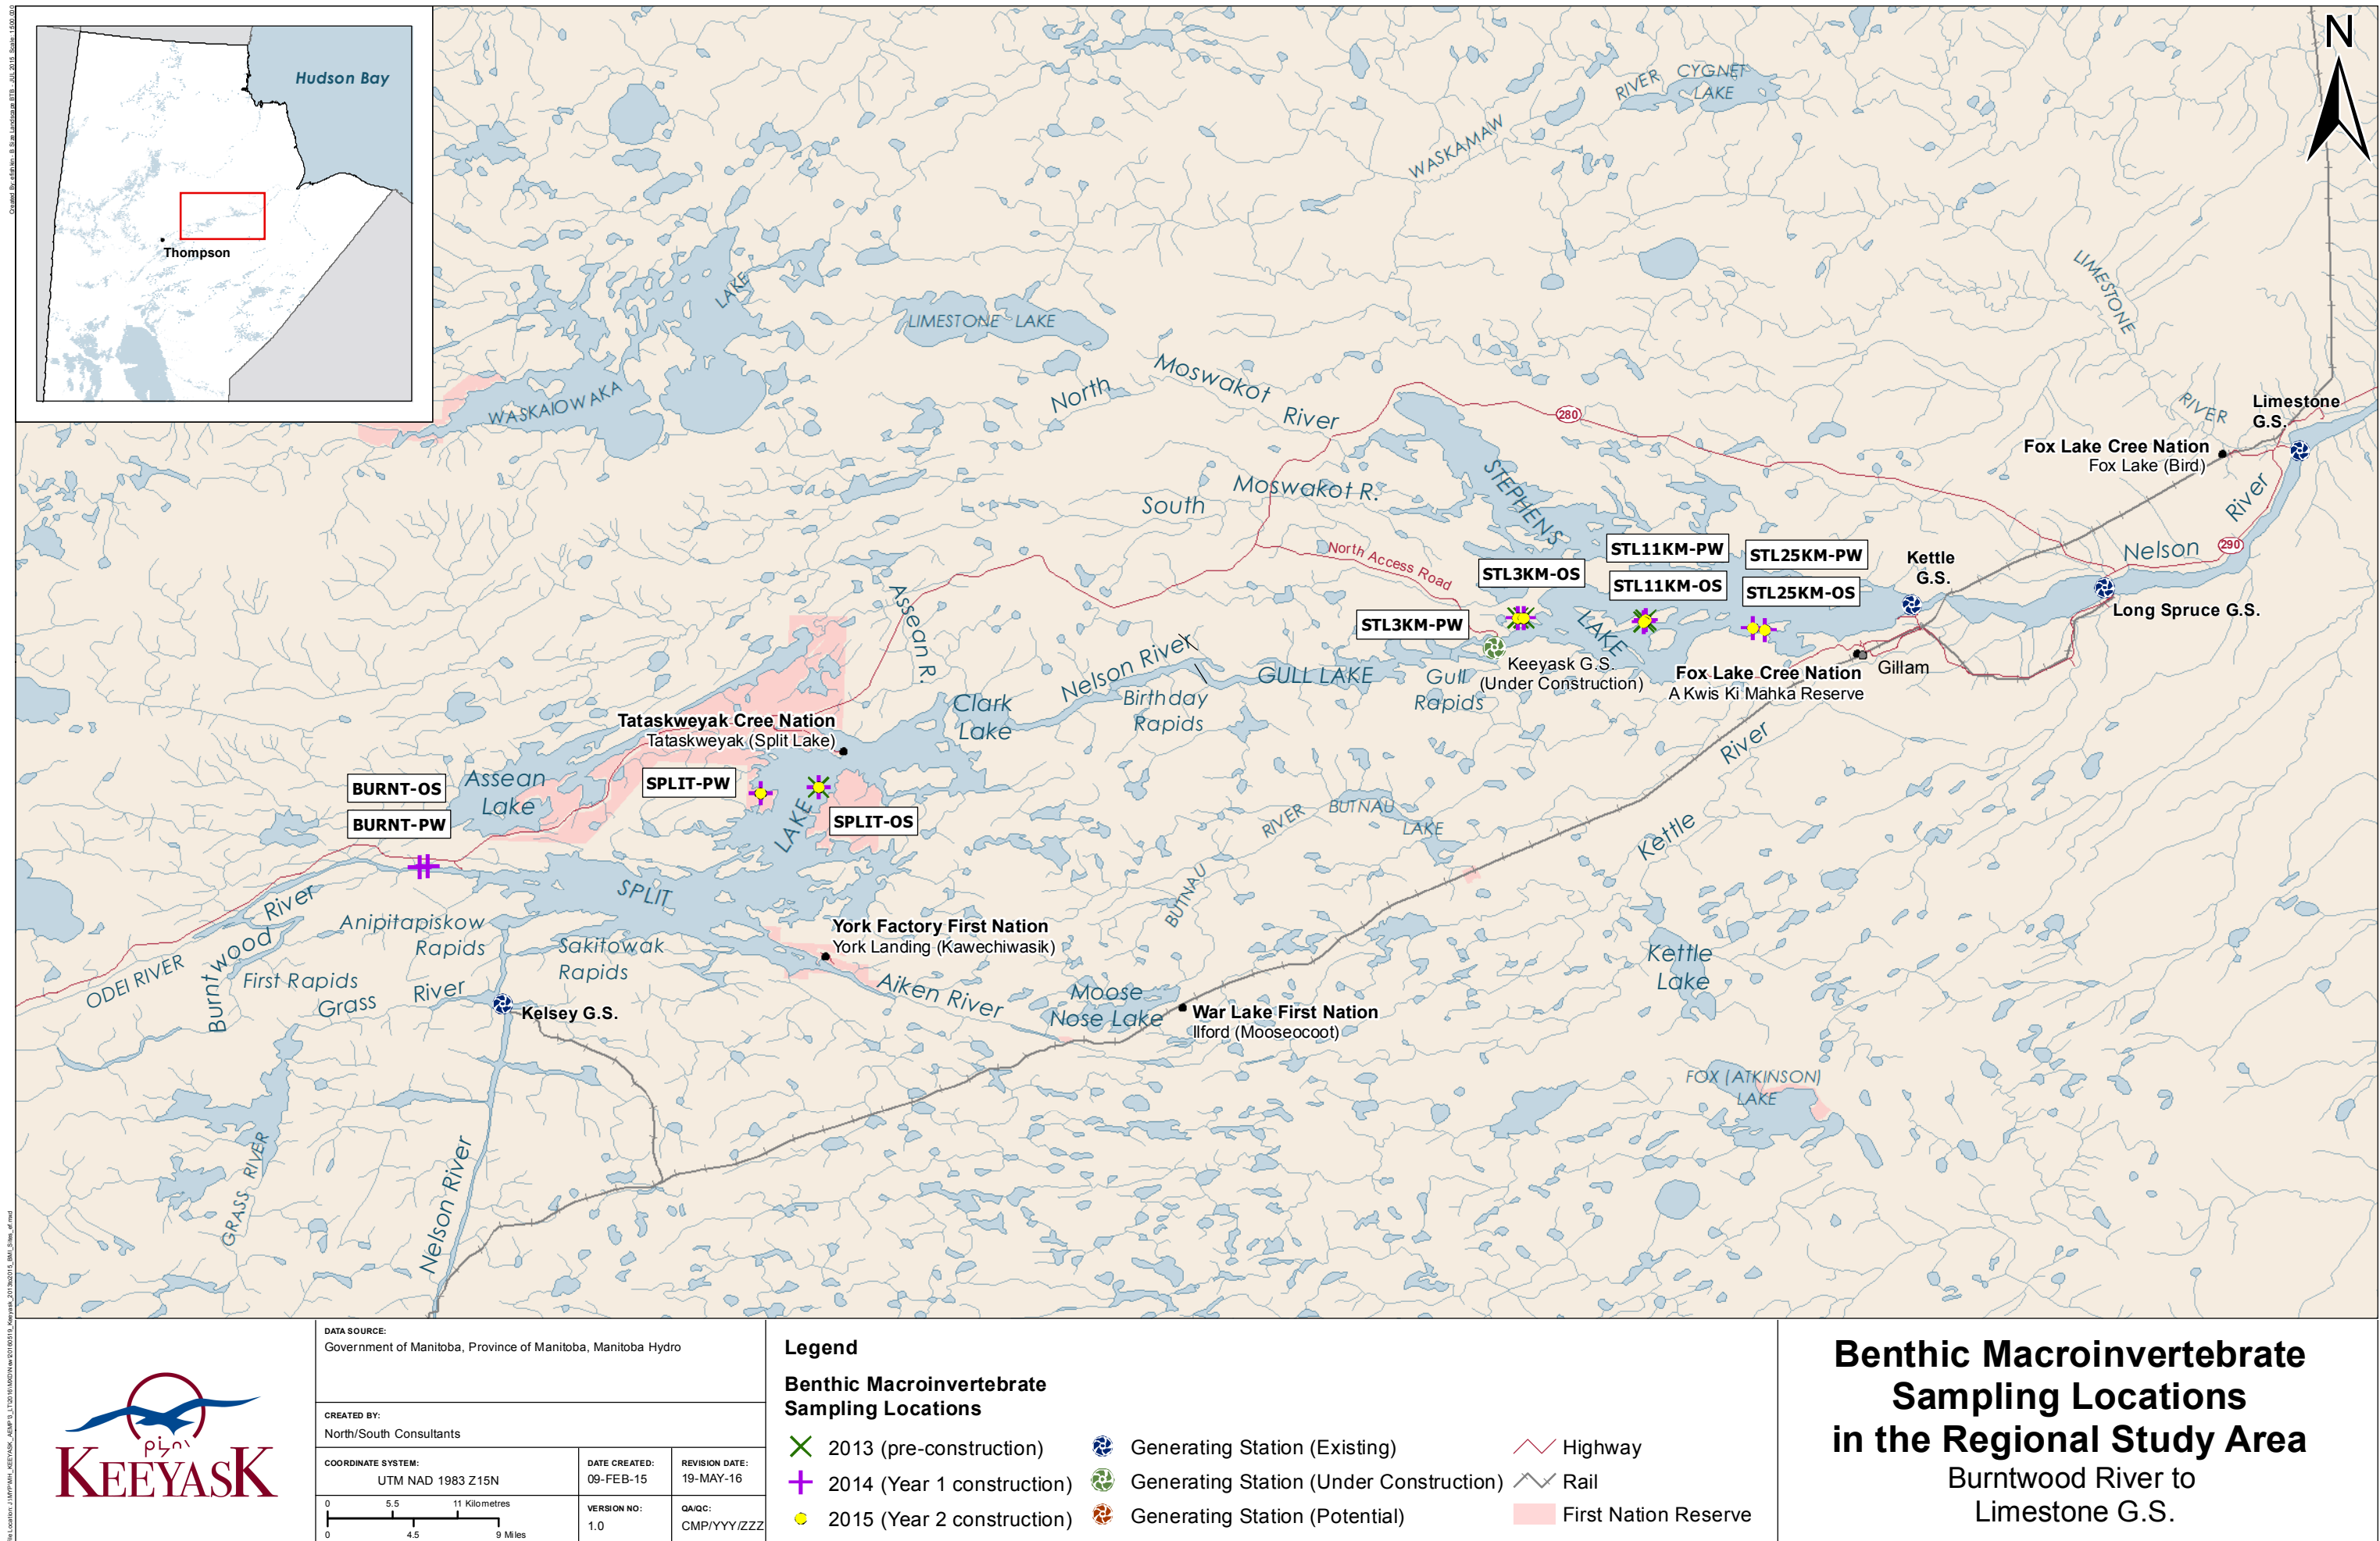 Hudson Bay
Thompson
N
RIVER
CYGNET
LAKE
WASKAMAW
LIMESTONE
RIVER
LAKE
WASKAIOWAKA
LIMESTONE LAKE
North
Moswakot
River
280
Limestone
G.S.
Fox Lake Cree Nation
Fox Lake (Bird)
South
Moswakot R.
STEPHENS
LAKE
North Access Road
River
Nelson
290
STL11KM-PW
STL25KM-PW
STL3KM-OS
STL11KM-OS
STL25KM-OS
STL3KM-PW
Kettle
G.S.
Long Spruce G.S.
Assean R.
Nelson River
Birthday
Rapids
GULL LAKE
Gull
Rapids
Keeyask G.S.
(Under Construction)
Fox Lake Cree Nation
A Kwis Ki Mahka Reserve
Gillam
Clark
Lake
Tataskweyak Cree Nation
Tataskweyak (Split Lake)
SPLIT-PW
SPLIT-OS
BURNT-OS
BURNT-PW
Assean
Lake
LAKE
SPLIT
River
Kettle
RIVER
BUTNAU
LAKE
BUTNAU
River
Burntwood
ODEI RIVER
Anipitapiskow
Rapids
First Rapids
Grass
River
Sakitowak
Rapids
York Factory First Nation
York Landing (Kawechiwasik)
Aiken River
Moose
Nose Lake
War Lake First Nation
Ilford (Mooseocoot)
Kettle
Lake
Kelsey G.S.
FOX (ATKINSON)
LAKE
GRASS RIVER
Nelson River
KEEYASK
DATA SOURCE:
Government of Manitoba, Province of Manitoba, Manitoba Hydro
CREATED BY:
North/South Consultants
COORDINATE SYSTEM:
UTM NAD 1983 Z15N
DATE CREATED:
09-FEB-15
REVISION DATE:
19-MAY-16
0 5.5 11 Kilometres
0 4.5 9 Miles
VERSION NO:
1.0
QA/QC:
CMP/YYY/ZZZ
Legend
Benthic Macroinvertebrate
Sampling Locations
2013 (pre-construction)
2014 (Year 1 construction)
2015 (Year 2 construction)
Generating Station (Existing)
Generating Station (Under Construction)
Generating Station (Potential)
Highway
Rail
First Nation Reserve
Benthic Macroinvertebrate
Sampling Locations
in the Regional Study Area
Burntwood River to
Limestone G.S.